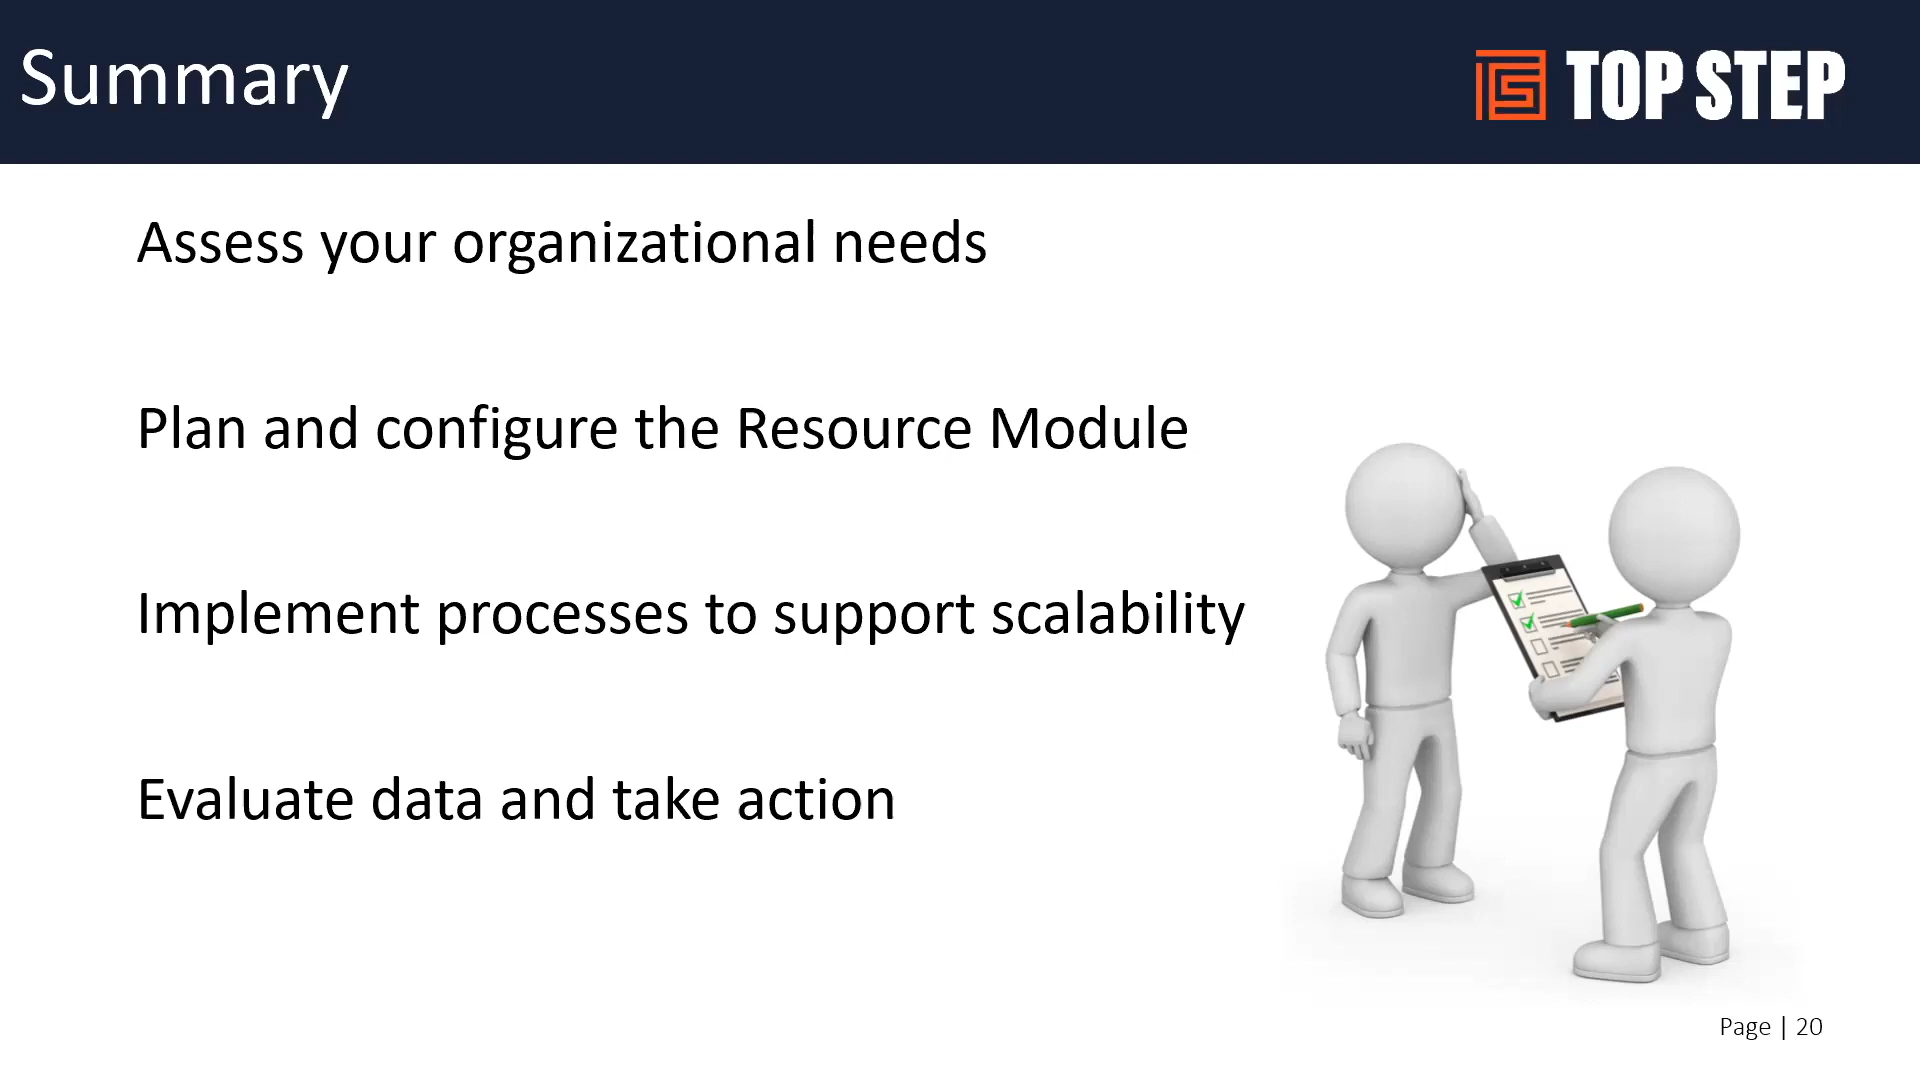 Summary
TOP STEP
Assess your organizational needs
Plan and configure the Resource Module
Implement processes to support scalability
Evaluate data and take action
Page | 20